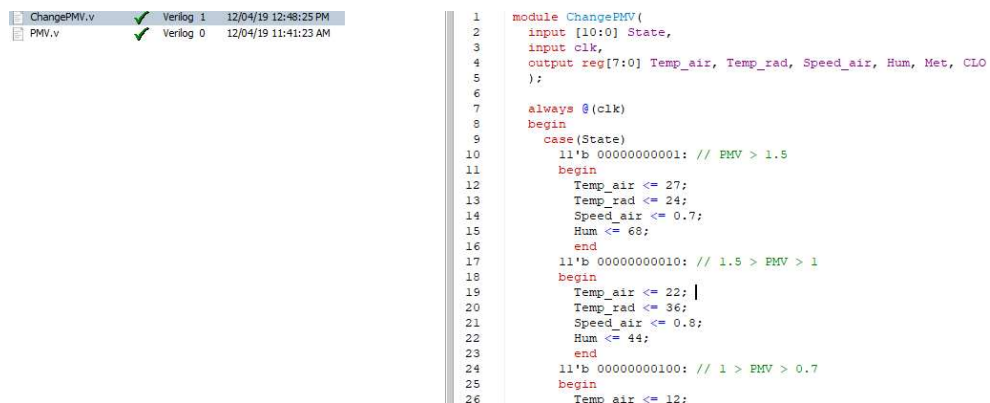 ChangePMV.v Verilog 1 12/04/19 12:48:25 PM
PMV.v Verilog 0 12/04/19 11:41:23 AM
1 module ChangePMV(
2 input [10:0] State,
3 input clk,
4 output reg[7:0] Temp_air, Temp_rad, Speed_air, Hum, Met, CLO
5 );
6
7 always @(clk)
8 begin
9 case(State)
10 11'b 00000000001: // PMV > 1.5
11 begin
12 Temp_air <= 27;
13 Temp_rad <= 24;
14 Speed_air <= 0.7;
15 Hum <= 68;
16 end
17 11'b 00000000010: // 1.5 > PMV > 1
18 begin
19 Temp_air <= 22;
20 Temp_rad <= 36;
21 Speed_air <= 0.8;
22 Hum <= 44;
23 end
24 11'b 00000000100: // 1 > PMV > 0.7
25 begin
26 Temp_air <= 12;